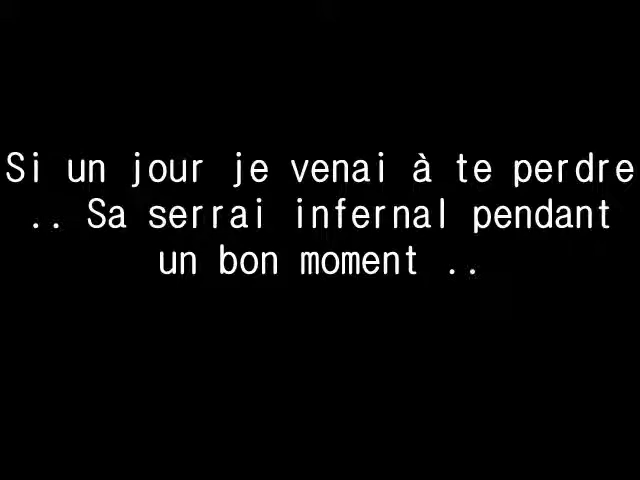 Si un jour je venai à te perdre
.. Sa serrai infernal pendant
un bon moment ..